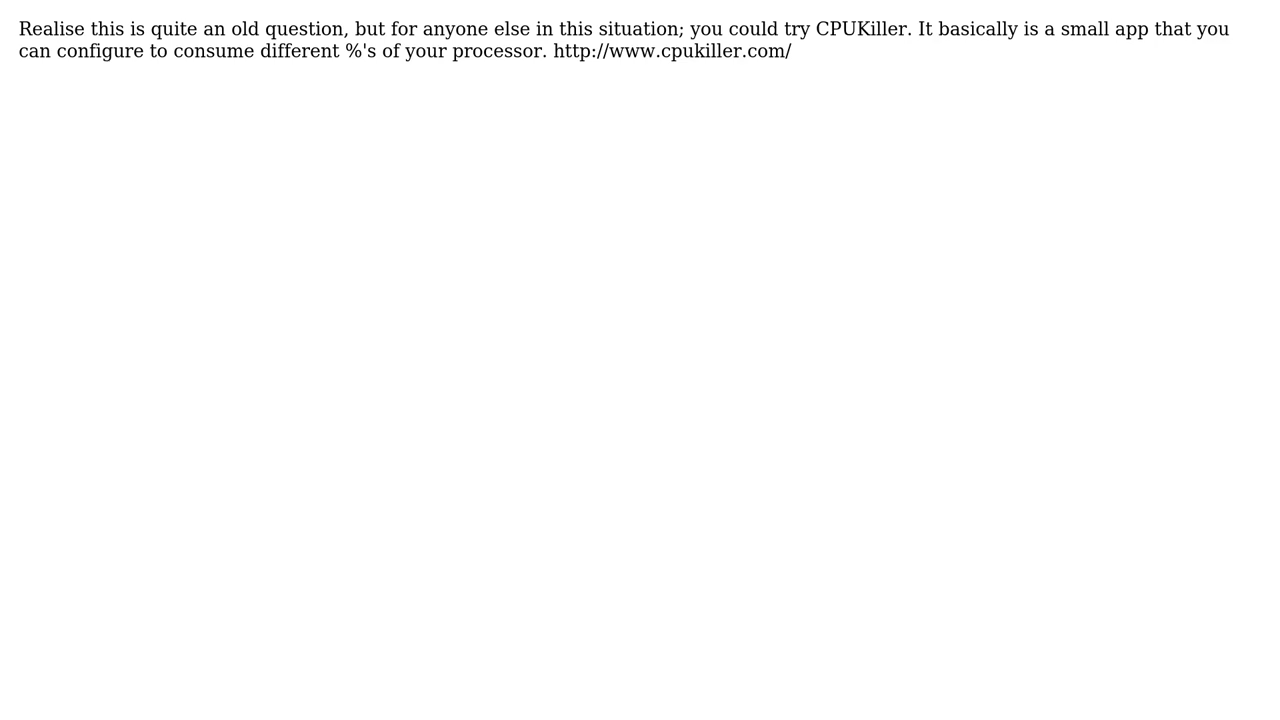 Realise this is quite an old question, but for anyone else in this situation; you could try CPUKiller. It basically is a small app that you
can configure to consume different %'s of your processor. http://www.cpukiller.com/